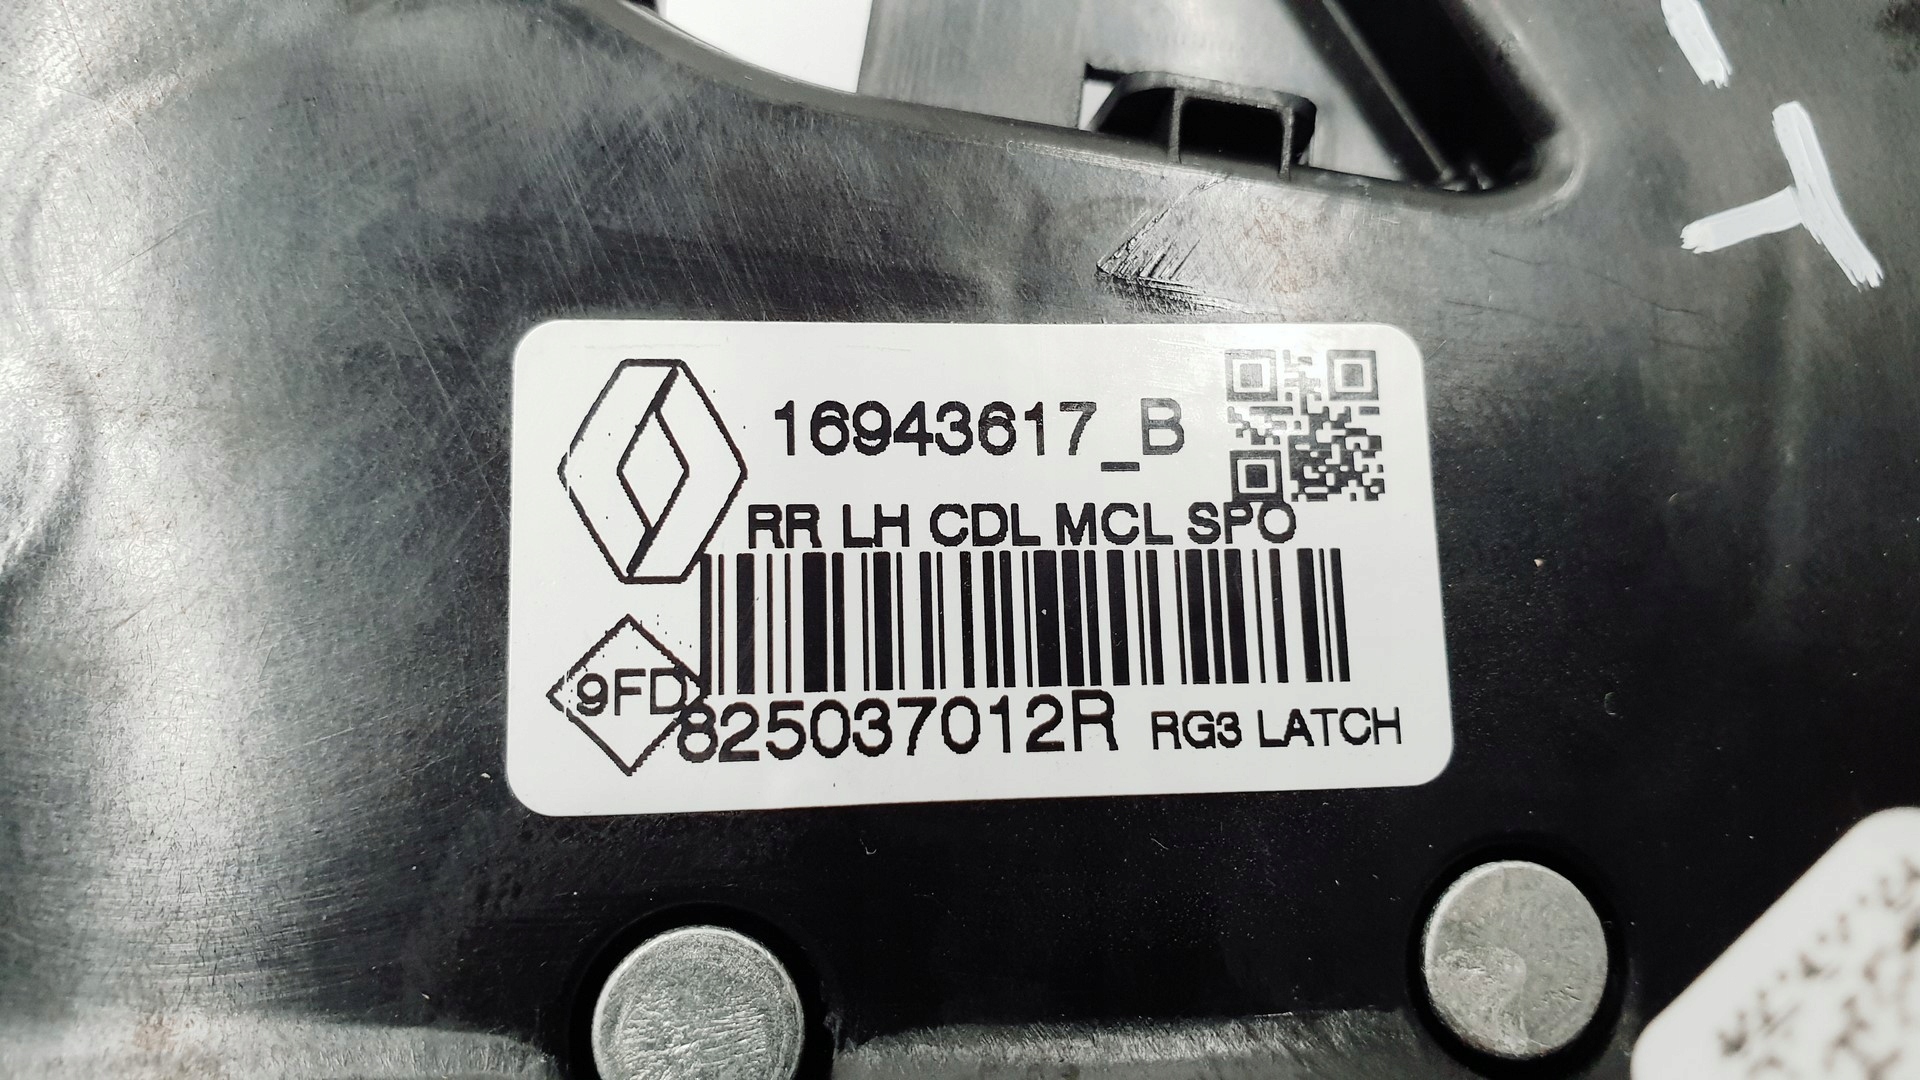 16943617_B
RR LH CDL MCL SPO
9FD
825037012R RG3 LATCH